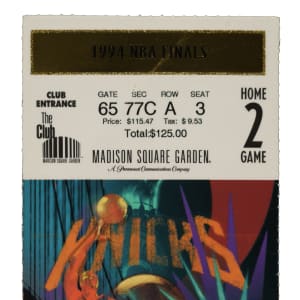 1994 NBA FINALS
CLUB ENTRANCE
The Club
MADISON SQUARE GARDEN
GATE SEC ROW SEAT
65 77C A 3
Price: $115.47 Tax: $ 9.53
Total:$125.00
MADISON SQUARE GARDEN.
A Paramount Communications Company
HOME
2
GAME
KNICKS